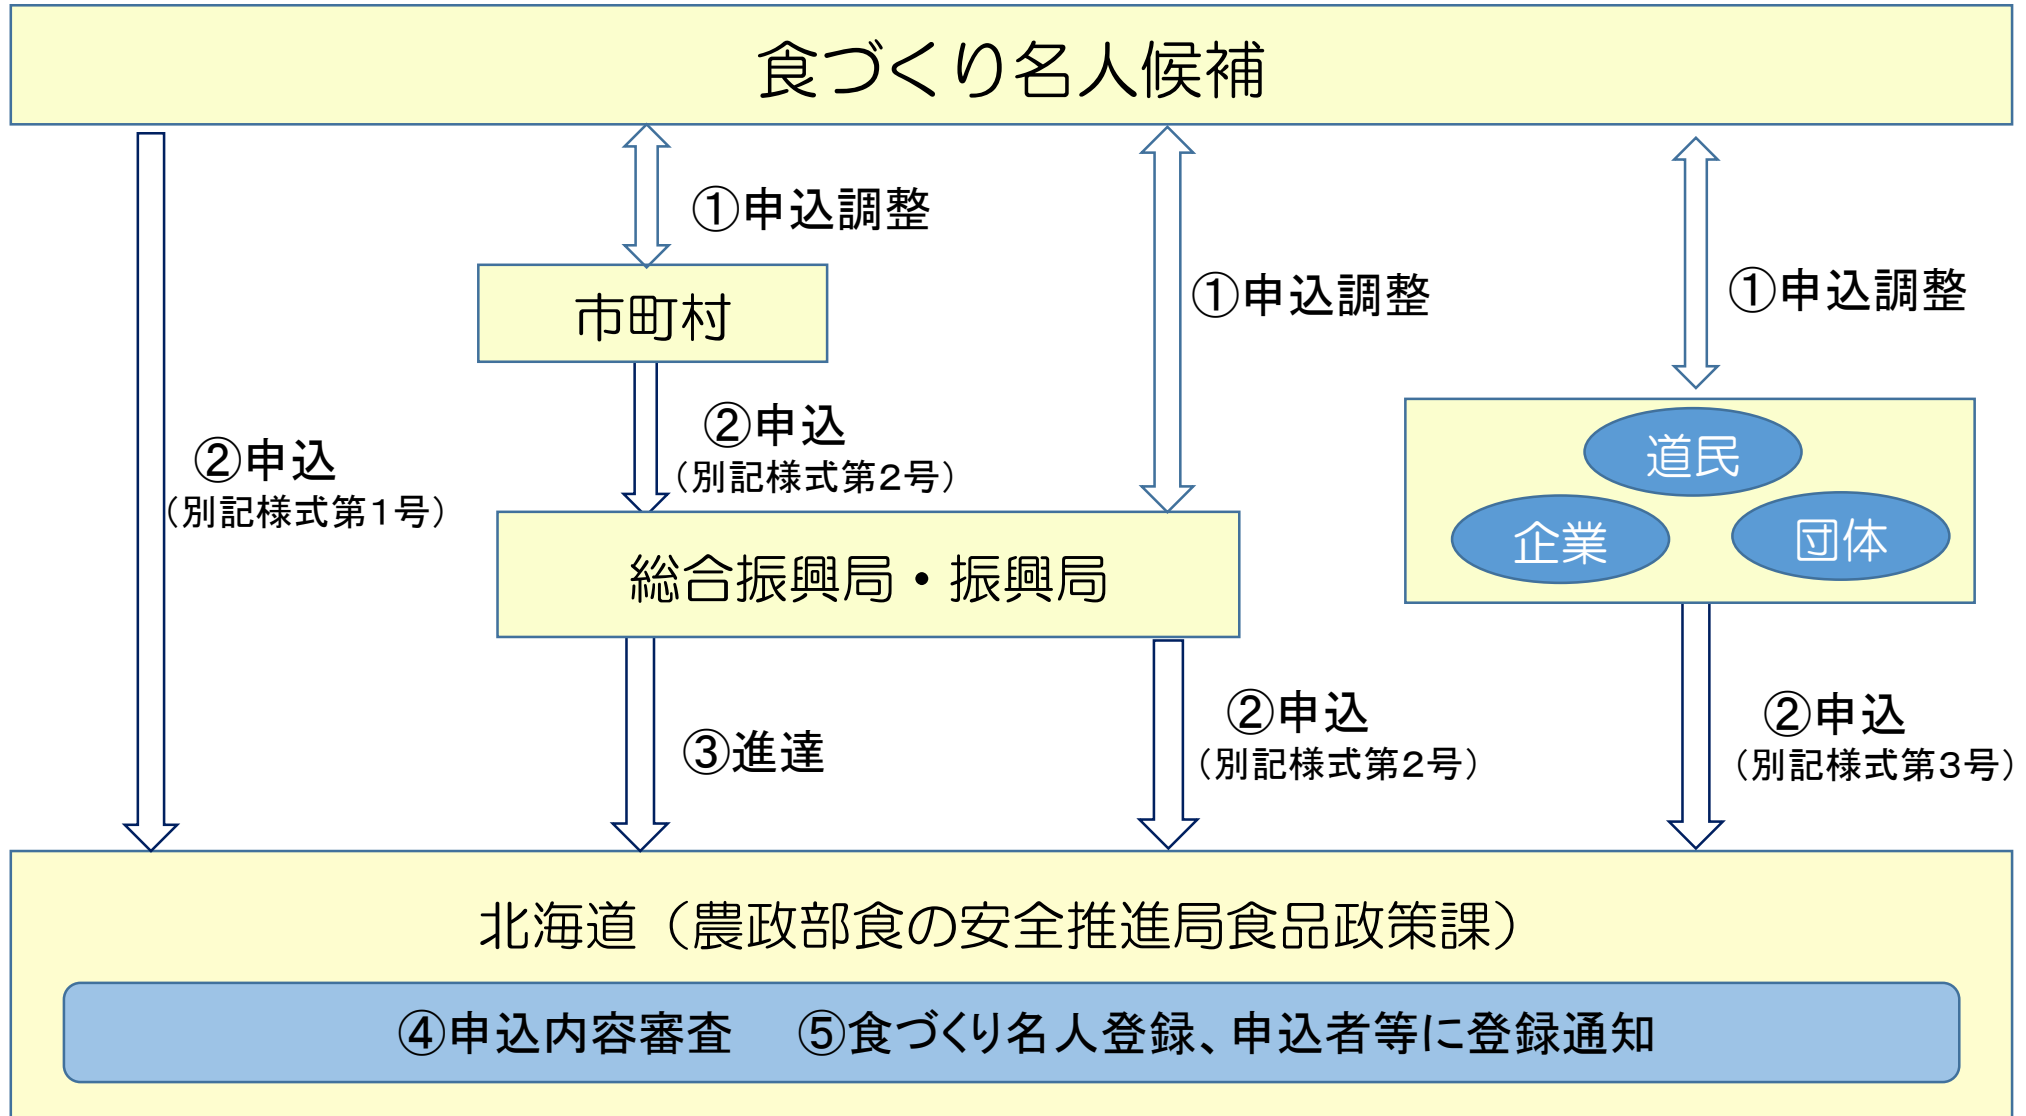 食づくり名人候補
①申込調整
市町村
①申込調整
①申込調整
②申込
(別記様式第1号)
②申込
(別記様式第2号)
道民
企業
団体
総合振興局・振興局
③進達
②申込
(別記様式第2号)
②申込
(別記様式第3号)
北海道(農政部食の安全推進局食品政策課)
④申込内容審査 ⑤食づくり名人登録、申込者等に登録通知